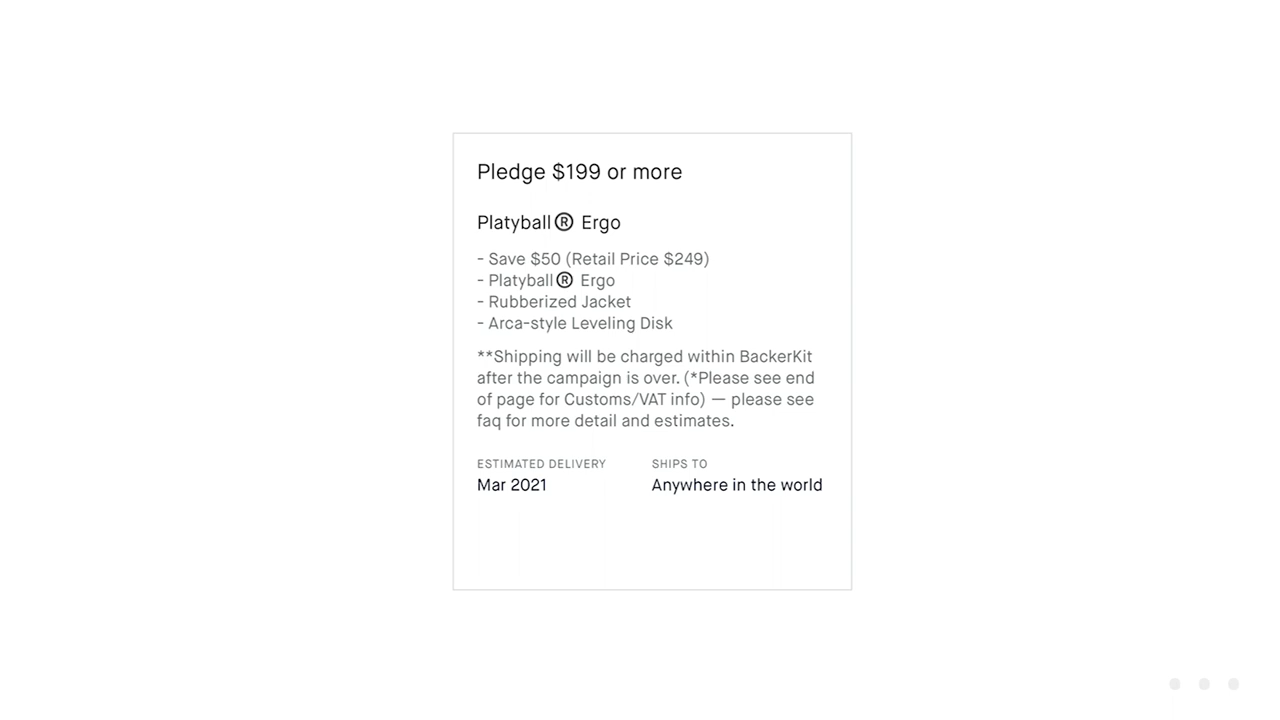 Pledge $199 or more
Platyball® Ergo
- Save $50 (Retail Price $249)
- Platyball® Ergo
- Rubberized Jacket
- Arca-style Leveling Disk
**Shipping will be charged within BackerKit
after the campaign is over. (*Please see end
of page for Customs/VAT info) — please see
faq for more detail and estimates.
ESTIMATED DELIVERY
Mar 2021
SHIPS TO
Anywhere in the world